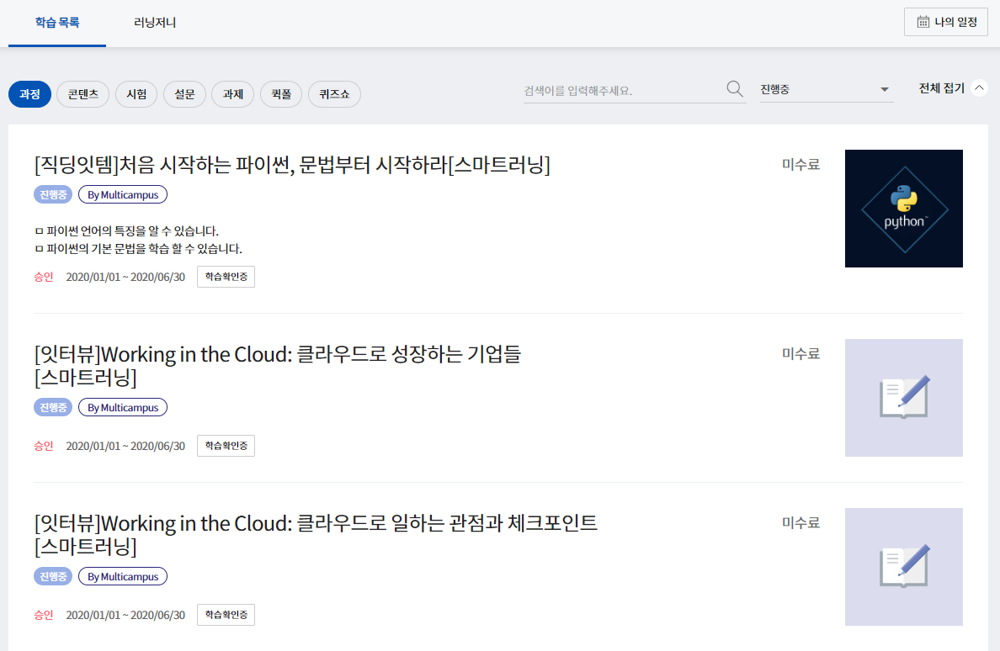 학습 목록
러닝저니
나의 일정
과정
콘텐츠
시험
설문
과제
퀵폴
퀴즈쇼
검색어를 입력해주세요.
진행중
전체 접기
[직딩잇템]처음 시작하는 파이썬, 문법부터 시작하라[스마트러닝]
미수료
진행중
By Multicampus
python
ㅁ 파이썬 언어의 특징을 알 수 있습니다.
ㅁ 파이썬의 기본 문법을 학습 할 수 있습니다.
승인 2020/01/01 ~ 2020/06/30 학습확인증
[잇터뷰]Working in the Cloud: 클라우드로 성장하는 기업들
[스마트러닝]
미수료
진행중
By Multicampus
승인 2020/01/01 ~ 2020/06/30 학습확인증
[잇터뷰]Working in the Cloud: 클라우드로 일하는 관점과 체크포인트
[스마트러닝]
미수료
진행중
By Multicampus
승인 2020/01/01 ~ 2020/06/30 학습확인증